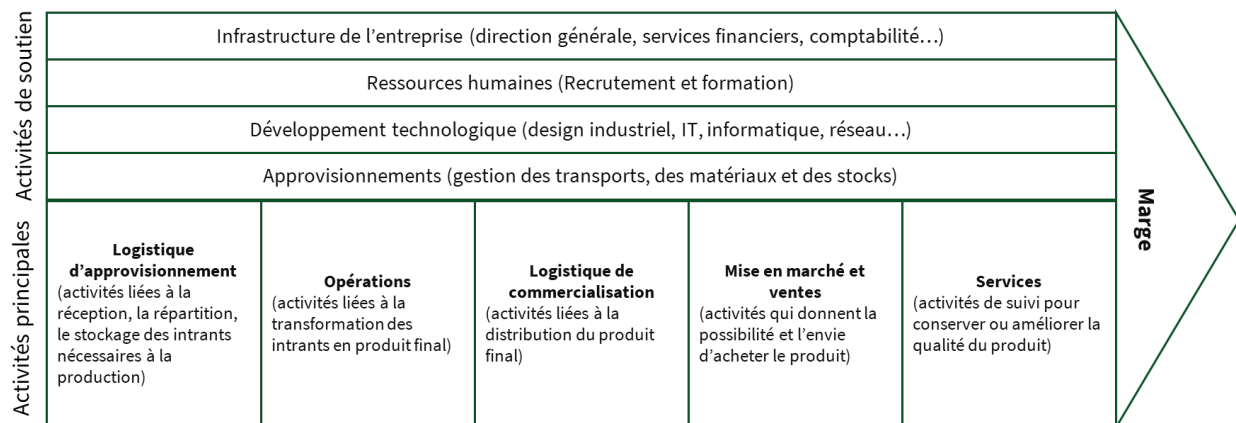 Activités de soutien
Infrastructure de l’entreprise (direction générale, services financiers, comptabilité…)
Ressources humaines (Recrutement et formation)
Développement technologique (design industriel, IT, informatique, réseau…)
Approvisionnements (gestion des transports, des matériaux et des stocks)
Activités principales
Logistique
d’approvisionnement
(activités liées à la
réception, la répartition,
le stockage des intrants
nécessaires à la
production)
Opérations
(activités liées à la
transformation des
intrants en produit final)
Logistique de
commercialisation
(activités liées à la
distribution du produit
final)
Mise en marché et
ventes
(activités qui donnent la
possibilité et l’envie
d’acheter le produit)
Services
(activités de suivi pour
conserver ou améliorer la
qualité du produit)
Marge